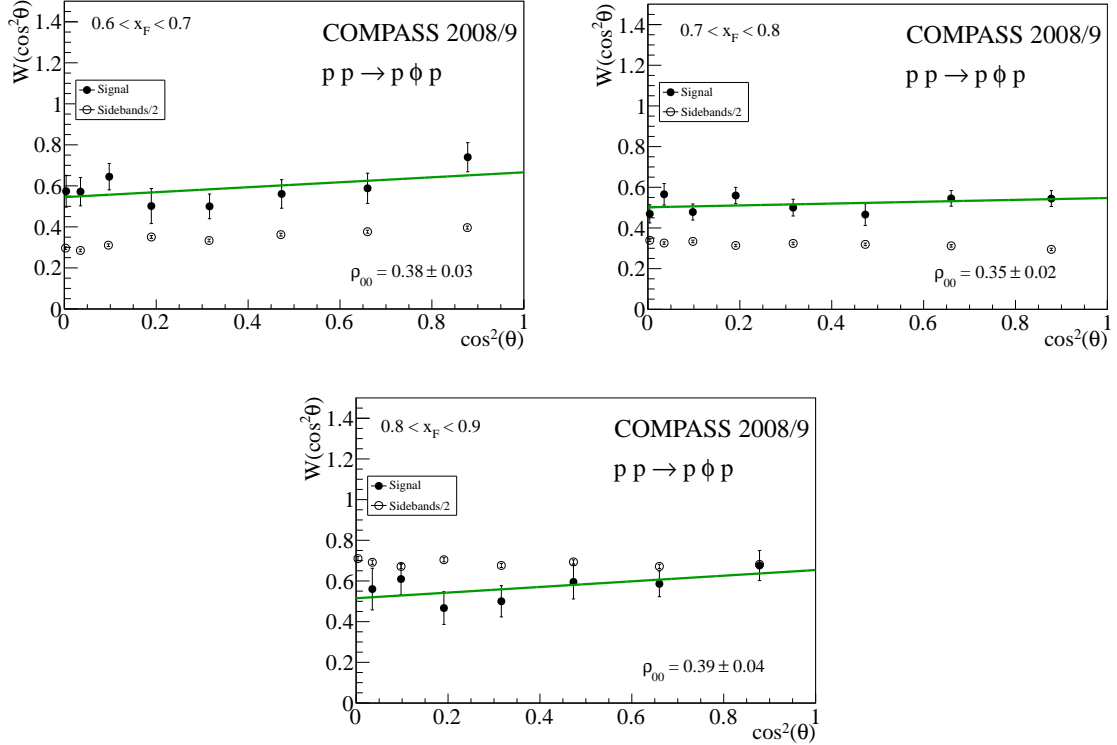 W(cos²θ)
1.4
1.2
1
0.8
0.6
0.4
0.2
0
0.6 < x_F < 0.7
COMPASS 2008/9
p p → p ϕ p
Signal
Sidebands/2
ρ₀₀ = 0.38 ± 0.03
0 0.2 0.4 0.6 0.8 1
cos²(θ)
W(cos²θ)
1.4
1.2
1
0.8
0.6
0.4
0.2
0
0.7 < x_F < 0.8
COMPASS 2008/9
p p → p ϕ p
Signal
Sidebands/2
ρ₀₀ = 0.35 ± 0.02
0 0.2 0.4 0.6 0.8 1
cos²(θ)
W(cos²θ)
1.4
1.2
1
0.8
0.6
0.4
0.2
0
0.8 < x_F < 0.9
COMPASS 2008/9
p p → p ϕ p
Signal
Sidebands/2
ρ₀₀ = 0.39 ± 0.04
0 0.2 0.4 0.6 0.8 1
cos²(θ)